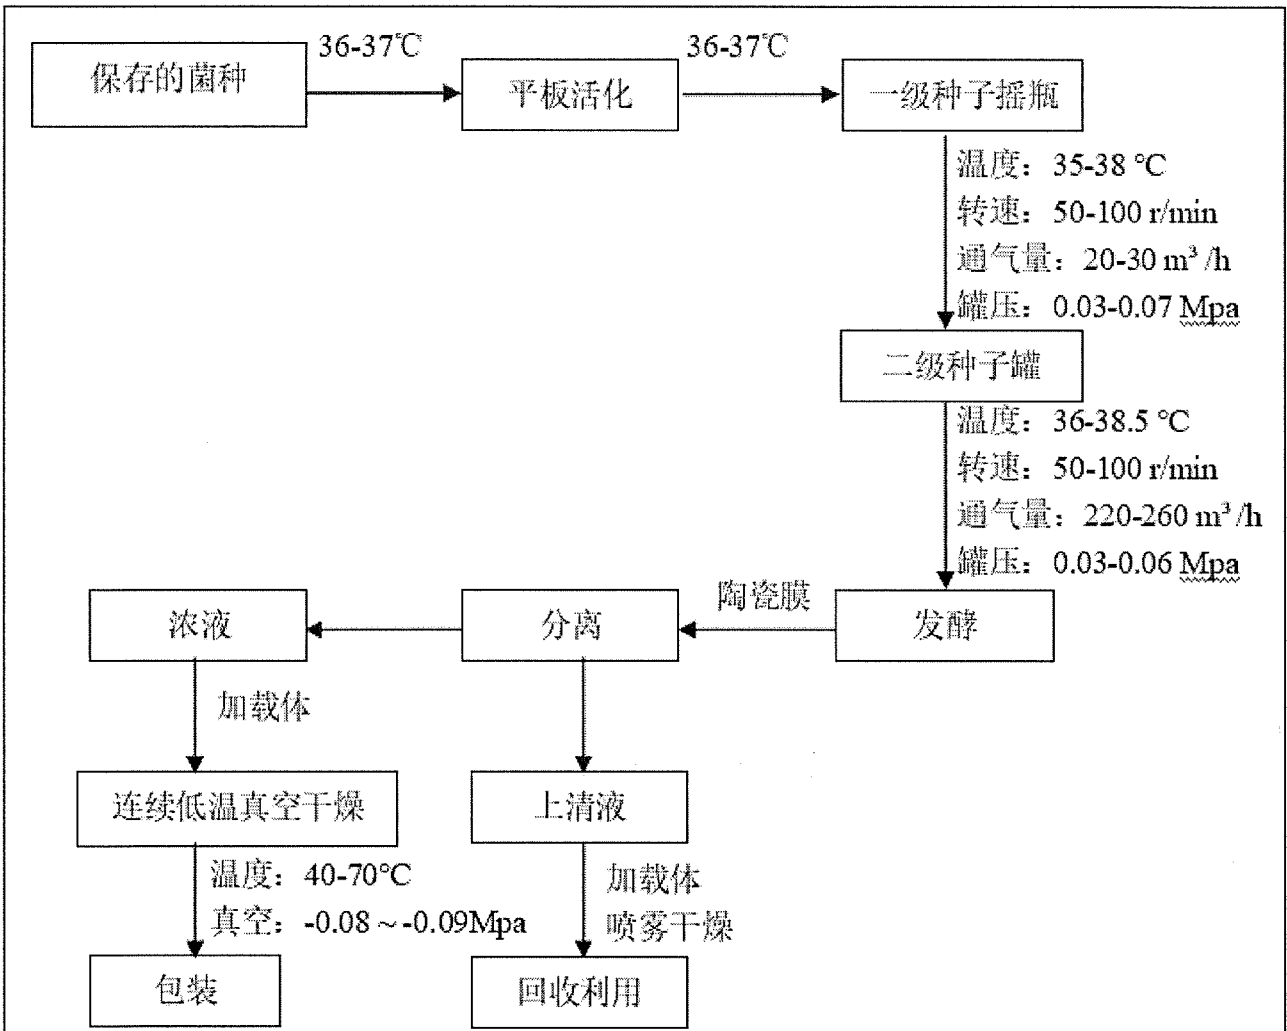 36-37℃
36-37℃
保存的菌种
平板活化
一级种子摇瓶
温度：35-38 ℃
转速：50-100 r/min
通气量：20-30 m³ /h
罐压：0.03-0.07 Mpa
二级种子罐
温度：36-38.5 ℃
转速：50-100 r/min
通气量：220-260 m³ /h
罐压：0.03-0.06 Mpa
陶瓷膜
浓液
分离
发酵
加载体
连续低温真空干燥
上清液
温度：40-70℃
真空：-0.08 ~ -0.09Mpa
加载体
喷雾干燥
包装
回收利用